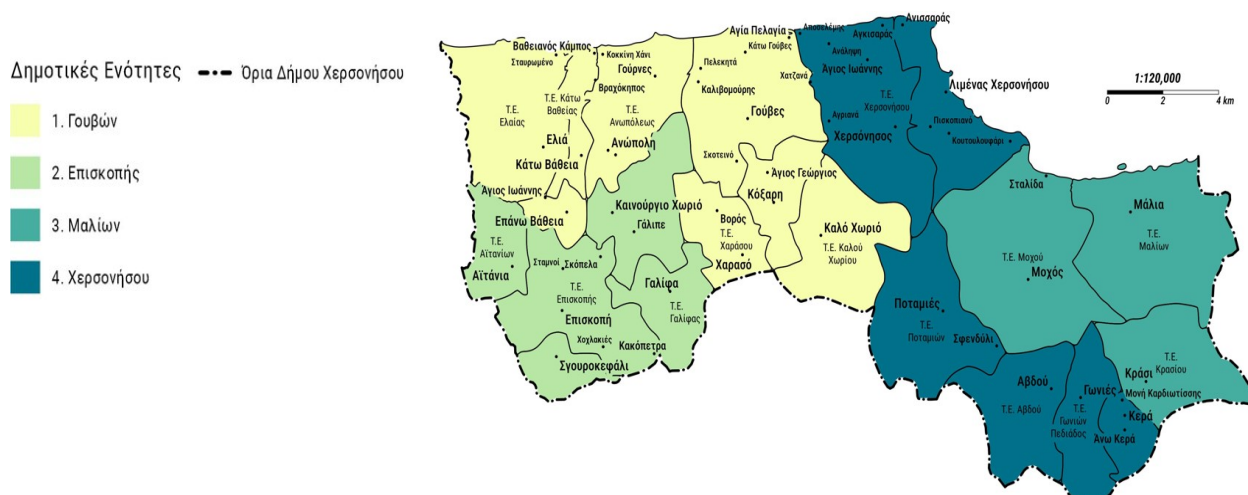 Δημοτικές Ενότητες
Όρια Δήμου Χερσονήσου
1. Γουβών
2. Επισκοπής
3. Μαλίων
4. Χερσονήσου
1:120,000
0 2 4 km
Βαθειανός Κάμπος
Σταυρωμένο
Κοκκίνη Χάνι
Γούρνες
Βραχόκηπος
Τ.Ε.
Ελαίας
Τ.Ε. Κάτω
Βαθείας
Τ.Ε.
Ανωπόλεως
Ελιά
Κάτω Βάθεια
Ανώπολη
Άγιος Ιωάννης
Επάνω Βάθεια
Αγία Πελαγία
Κάτω Γούβες
Πελεκητά
Καλιβομούρης
Χατζανά
Γούβες
Σκοτεινό
Άγιος Γεώργιος
Κόξαρη
Βορός
Τ.Ε.
Χαράσου
Χαρασό
Καλό Χωριό
Τ.Ε. Καλού
Χωρίου
Αποσελέμης
Ανάληψη
Άγιος Ιωάννης
Αγκισαράς
Ανισσαράς
Τ.Ε.
Χερσονήσου
Αγριανά
Χερσόνησος
Λιμένας Χερσονήσου
Πισκοπιανό
Κουτουλουφάρι
Σταλίδα
Μάλια
Τ.Ε.
Μαλίων
Τ.Ε. Μοχού
Μοχός
Καινούργιο Χωριό
Γάλιπε
Τ.Ε.
Αϊτανίων
Αϊτάνια
Σταμνοί
Σκόπελα
Τ.Ε.
Επισκοπής
Επισκοπή
Γαλίφα
Τ.Ε.
Γαλίφας
Χοχλακιές
Κακόπετρα
Σγουροκεφάλι
Ποταμιές
Τ.Ε.
Ποταμιών
Σφενδύλι
Αβδού
Τ.Ε. Αβδού
Γωνιές
Τ.Ε.
Γωνιών
Πεδιάδος
Κράσι
Τ.Ε.
Κρασίου
Μονή Καρδιωτίσσης
Κερά
Άνω Κερά